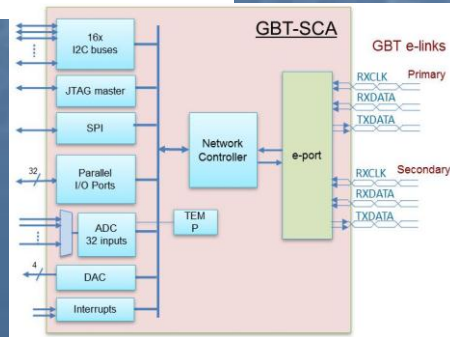 GBT-SCA
16x
I2C buses
JTAG master
SPI
32
Parallel
I/O Ports
ADC
32 inputs
4
DAC
Interrupts
Network
Controller
TEM
P
e-port
GBT e-links
RXCLK
Primary
RXDATA
TXDATA
Secondary
RXCLK
RXDATA
TXDATA